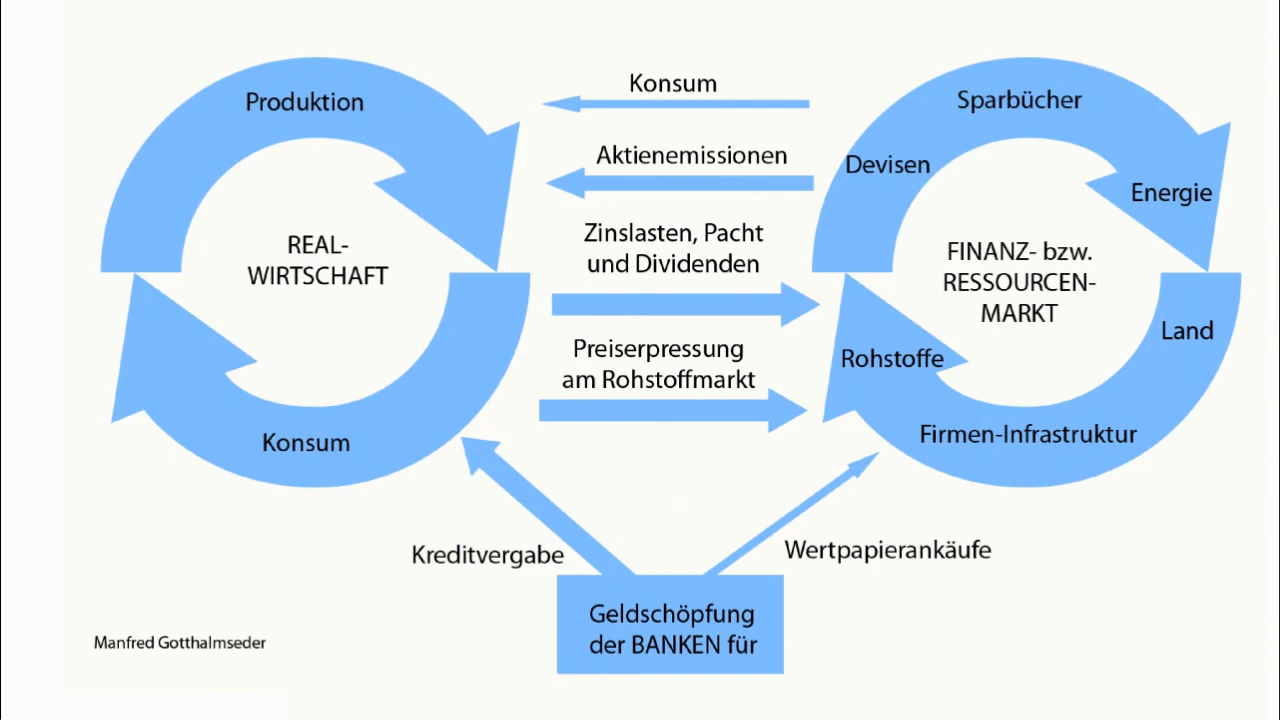 Produktion
REAL-
WIRTSCHAFT
Konsum
Konsum
Aktienemissionen
Zinslasten, Pacht
und Dividenden
Preiserpressung
am Rohstoffmarkt
Sparbücher
Devisen
Energie
FINANZ- bzw.
RESSOURCEN-
MARKT
Land
Rohstoffe
Firmen-Infrastruktur
Kreditvergabe
Wertpapierankäufe
Geldschöpfung
der BANKEN für
Manfred Gotthalmseder